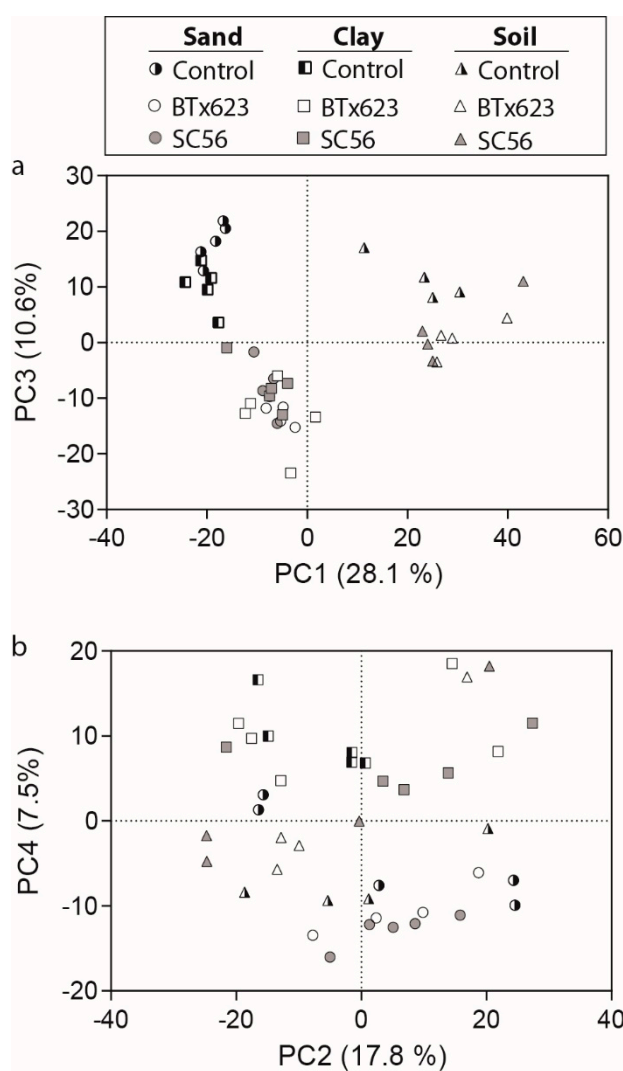 Sand Clay Soil
Control Control Control
BTx623 BTx623 BTx623
SC56 SC56 SC56
a
30
20
10
0
-10
-20
-30
PC3 (10.6%)
-40 -20 0 20 40 60
PC1 (28.1 %)
b
20
10
0
-10
-20
PC4 (7.5%)
-40 -20 0 20 40
PC2 (17.8 %)